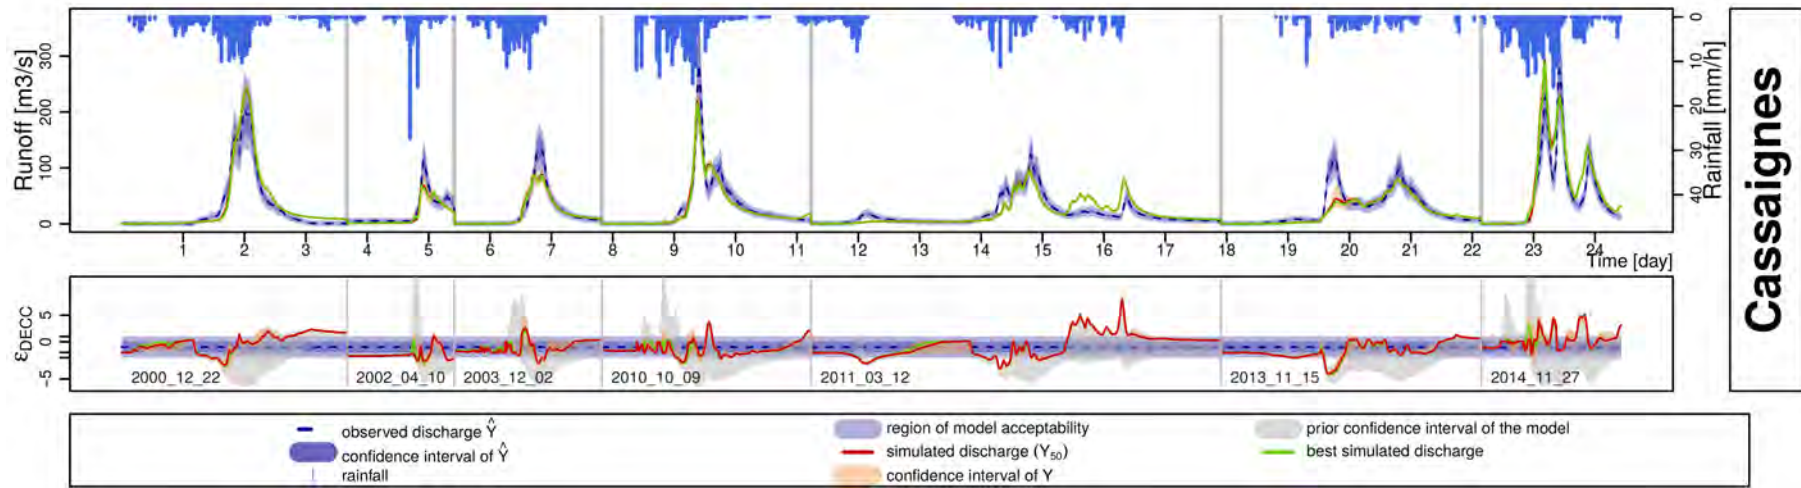 Runoff [m3/s]
0 100 200 300
Rainfall [mm/h]
0 10 20 30 40
1 2 3 4 5 6 7 8 9 10 11 12 13 14 15 16 17 18 19 20 21 22 23 24
Time [day]
Cassaignes
εDECC
5
0
-5
2000_12_22 2002_04_10 2003_12_02 2010_10_09 2011_03_12 2013_11_15 2014_11_27
observed discharge Ŷ
confidence interval of Ŷ
rainfall
region of model acceptability
simulated discharge (Y50)
confidence interval of Y
prior confidence interval of the model
best simulated discharge